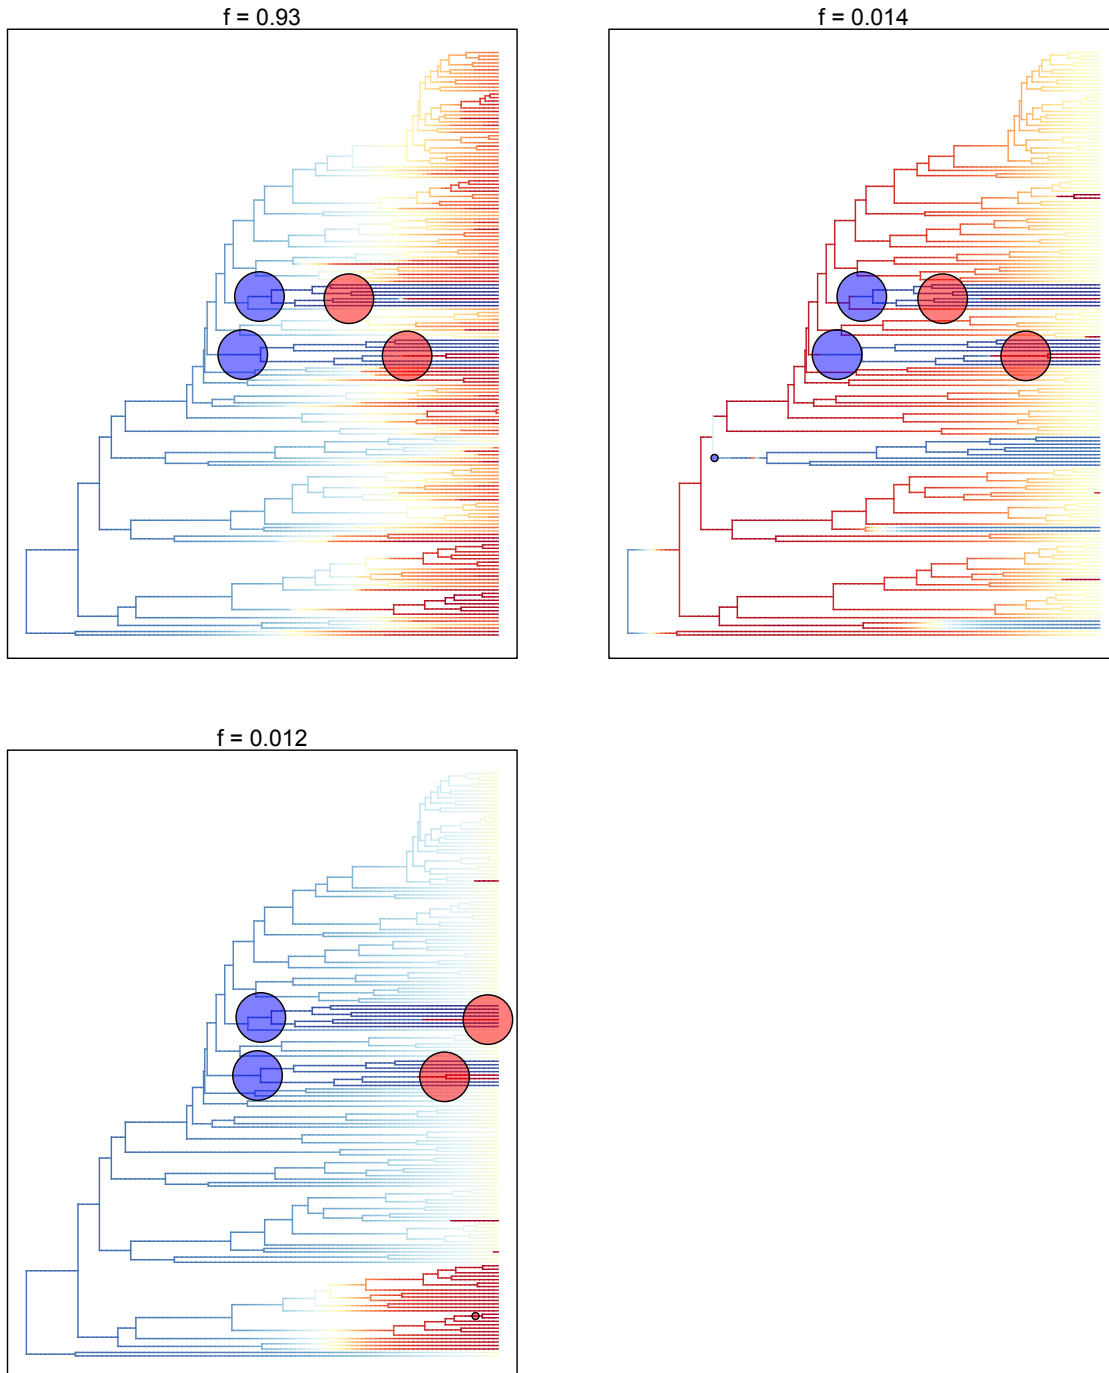 f = 0.93
f = 0.014
f = 0.012